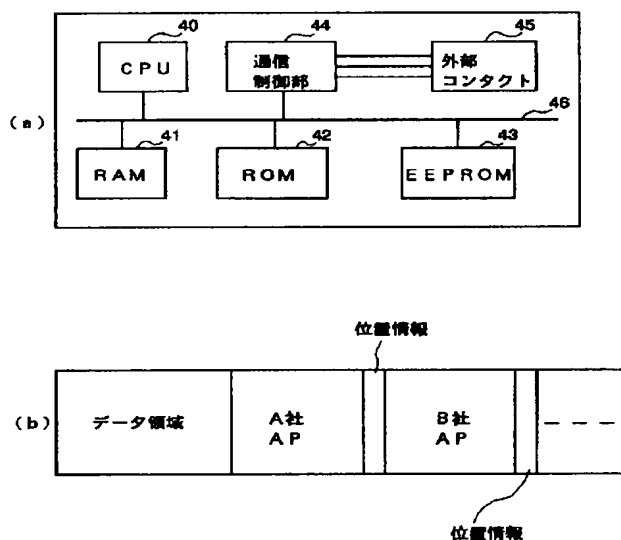 40
44
45
CPU
通信
制御部
外部
コンタクト
46
(a)
41
42
43
RAM
ROM
EEPROM
位置情報
(b)
データ領域
A社
AP
B社
AP
位置情報